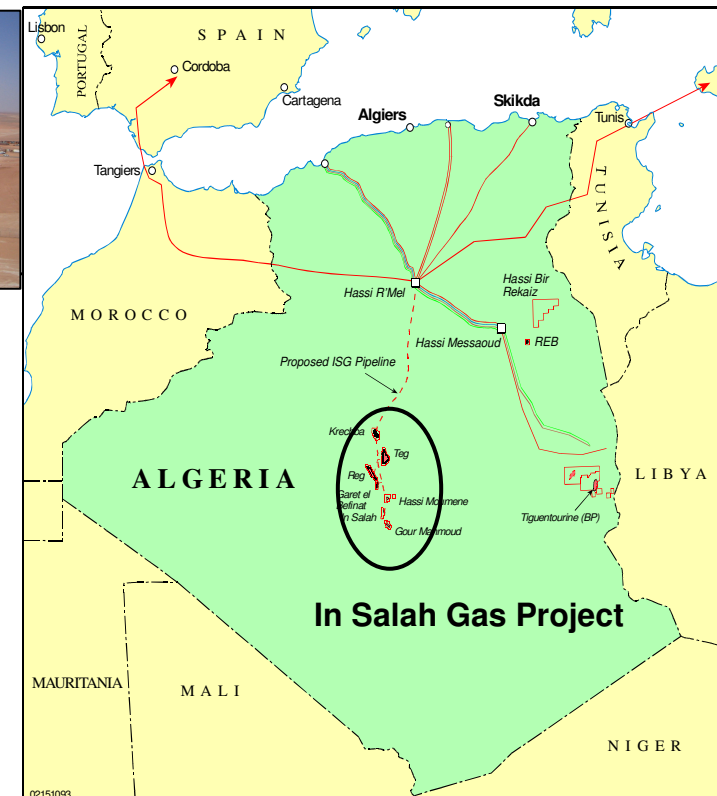 Lisbon
SPAIN
PORTUGAL
Cordoba
Cartagena
Algiers
Skikda
Tunis
Tangiers
TUNISIA
Hassi R'Mel
Hassi Bir
Rekaiz
MOROCCO
Hassi Messaoud
REB
Proposed ISG Pipeline
Krechba
Teg
ALGERIA
Reg
LIBYA
Garet el
Befinat
Hassi Moumene
In Salah
Gour Mahmoud
Tiguentourine (BP)
In Salah Gas Project
MAURITANIA
MALI
NIGER
02151093